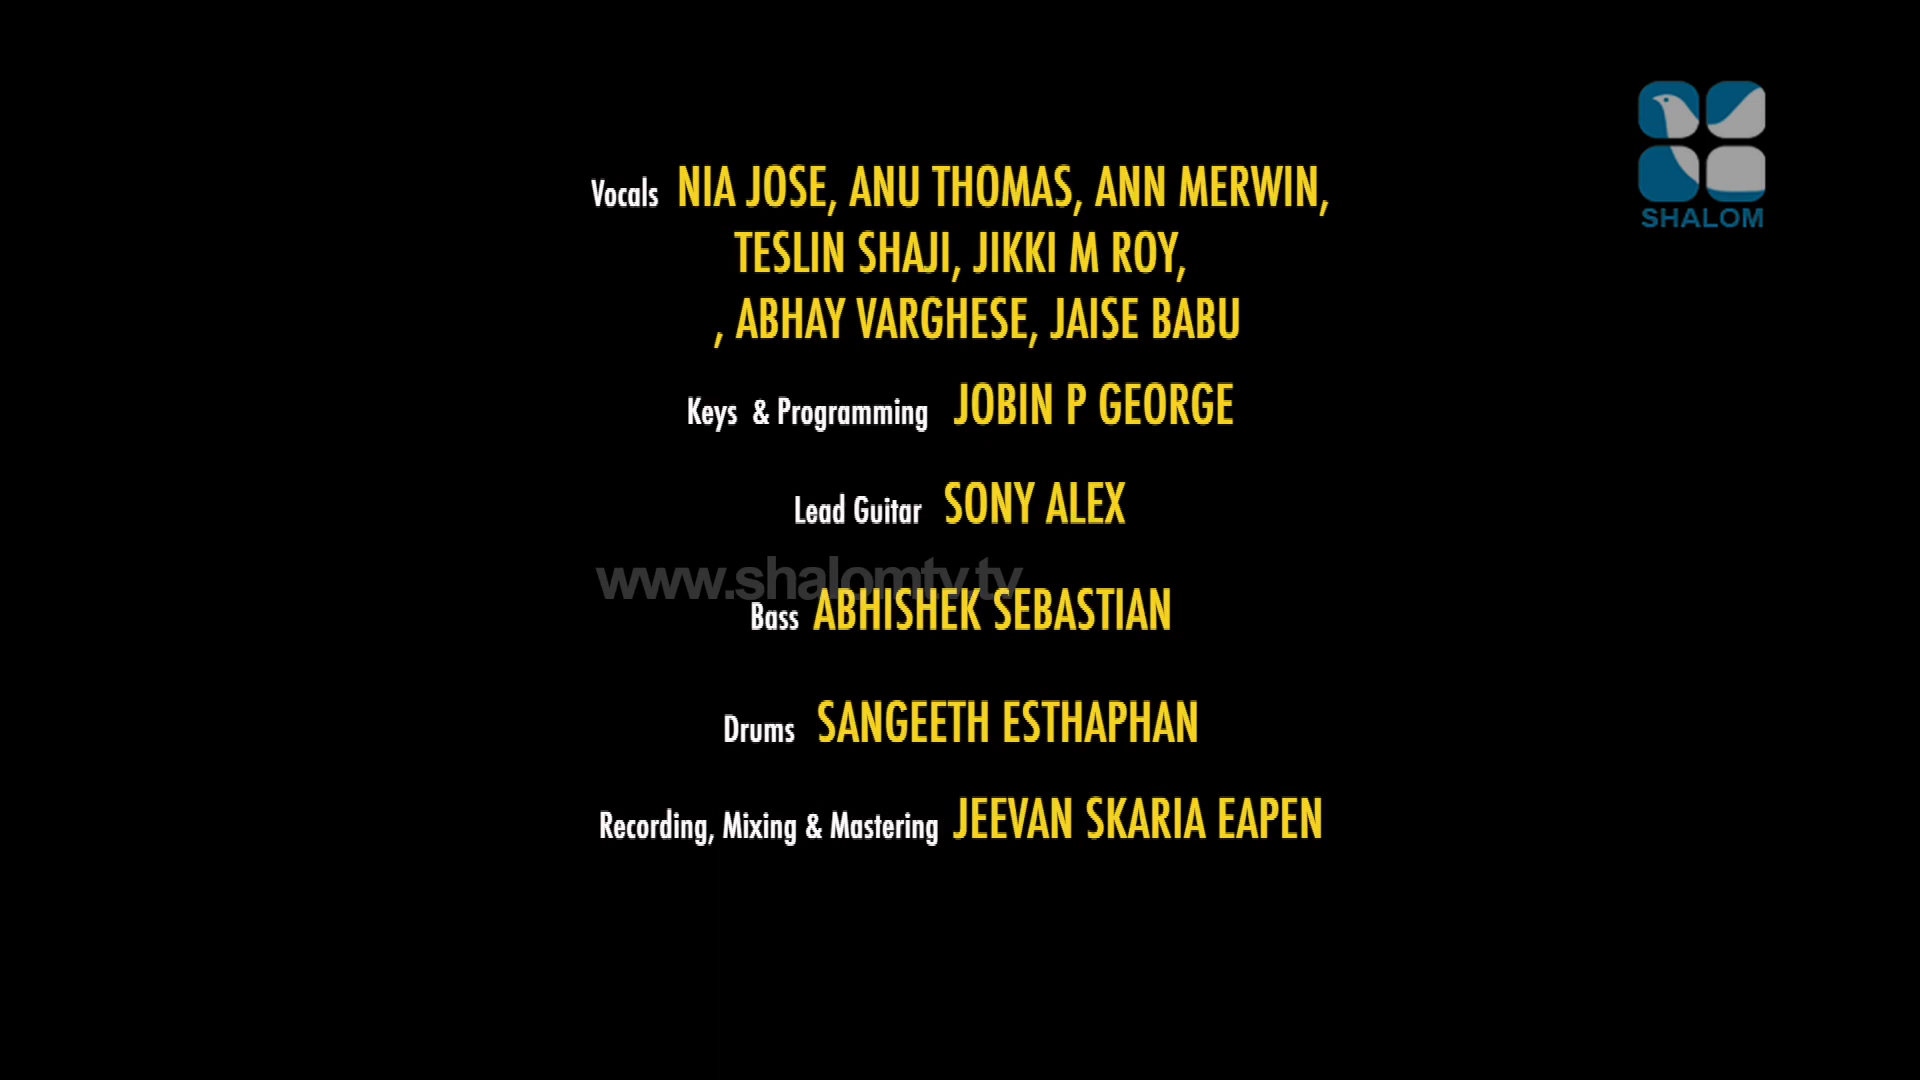 SHALOM
Vocals NIA JOSE, ANU THOMAS, ANN MERWIN,
TESLIN SHAJI, JIKKI M ROY,
, ABHAY VARGHESE, JAISE BABU
Keys & Programming JOBIN P GEORGE
Lead Guitar SONY ALEX
www.shalomtv.tv
Bass ABHISHEK SEBASTIAN
Drums SANGEETH ESTHAPHAN
Recording, Mixing & Mastering JEEVAN SKARIA EAPEN